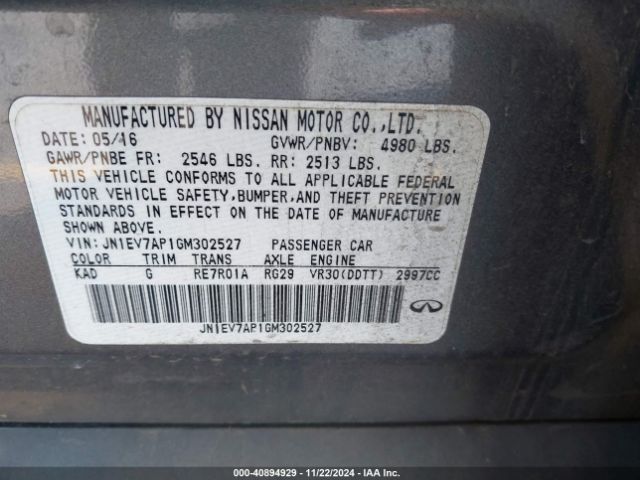 MANUFACTURED BY NISSAN MOTOR CO.,LTD.
DATE: 05/16 GVWR/PNBV: 4980 LBS.
GAWR/PNBE FR: 2546 LBS. RR: 2513 LBS.
THIS VEHICLE CONFORMS TO ALL APPLICABLE FEDERAL
MOTOR VEHICLE SAFETY,BUMPER,AND THEFT PREVENTION
STANDARDS IN EFFECT ON THE DATE OF MANUFACTURE
SHOWN ABOVE.
VIN: JN1EV7AP1GM302527 PASSENGER CAR
COLOR TRIM TRANS AXLE ENGINE
KAD G RE7R01A RG29 VR30(DDTT) 2997CC
JN1EV7AP1GM302527
000-40894929 - 11/22/2024 - IAA Inc.